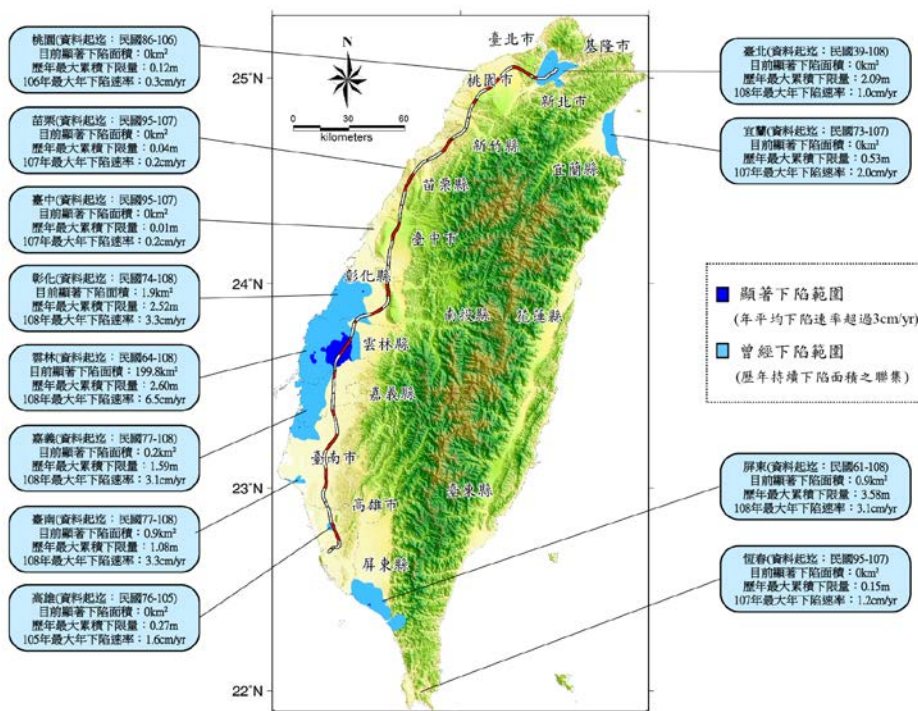 桃園(資料起迄：民國86-106)
目前顯著下陷面積：0km²
歷年最大累積下限量：0.12m
106年最大年下陷速率：0.3cm/yr
苗栗(資料起迄：民國95-107)
目前顯著下陷面積：0km²
歷年最大累積下限量：0.04m
107年最大年下陷速率：0.2cm/yr
臺中(資料起迄：民國95-107)
目前顯著下陷面積：0km²
歷年最大累積下限量：0.01m
107年最大年下陷速率：0.2cm/yr
彰化(資料起迄：民國74-108)
目前顯著下陷面積：1.9km²
歷年最大累積下限量：2.52m
108年最大年下陷速率：3.3cm/yr
雲林(資料起迄：民國64-108)
目前顯著下陷面積：199.8km²
歷年最大累積下限量：2.60m
108年最大年下陷速率：6.5cm/yr
嘉義(資料起迄：民國77-108)
目前顯著下陷面積：0.2km²
歷年最大累積下限量：1.59m
108年最大年下陷速率：3.1cm/yr
臺南(資料起迄：民國77-108)
目前顯著下陷面積：0.9km²
歷年最大累積下限量：1.08m
108年最大年下陷速率：3.3cm/yr
高雄(資料起迄：民國76-105)
目前顯著下陷面積：0km²
歷年最大累積下限量：0.27m
105年最大年下陷速率：1.6cm/yr
25°N
24°N
23°N
22°N
N
0 30 60
kilometers
臺北市
基隆市
桃園市
新北市
新竹縣
宜蘭縣
苗栗縣
臺中市
彰化縣
南投縣
花蓮縣
雲林縣
嘉義縣
臺南市
高雄市
臺東縣
屏東縣
臺北(資料起迄：民國39-108)
目前顯著下陷面積：0km²
歷年最大累積下限量：2.09m
108年最大年下陷速率：1.0cm/yr
宜蘭(資料起迄：民國73-107)
目前顯著下陷面積：0km²
歷年最大累積下限量：0.53m
107年最大年下陷速率：2.0cm/yr
顯著下陷範圍
(年平均下陷速率超過3cm/yr)
曾經下陷範圍
(歷年持續下陷面積之聯集)
屏東(資料起迄：民國61-108)
目前顯著下陷面積：0.9km²
歷年最大累積下限量：3.58m
108年最大年下陷速率：3.1cm/yr
恆春(資料起迄：民國95-107)
目前顯著下陷面積：0km²
歷年最大累積下限量：0.15m
107年最大年下陷速率：1.2cm/yr